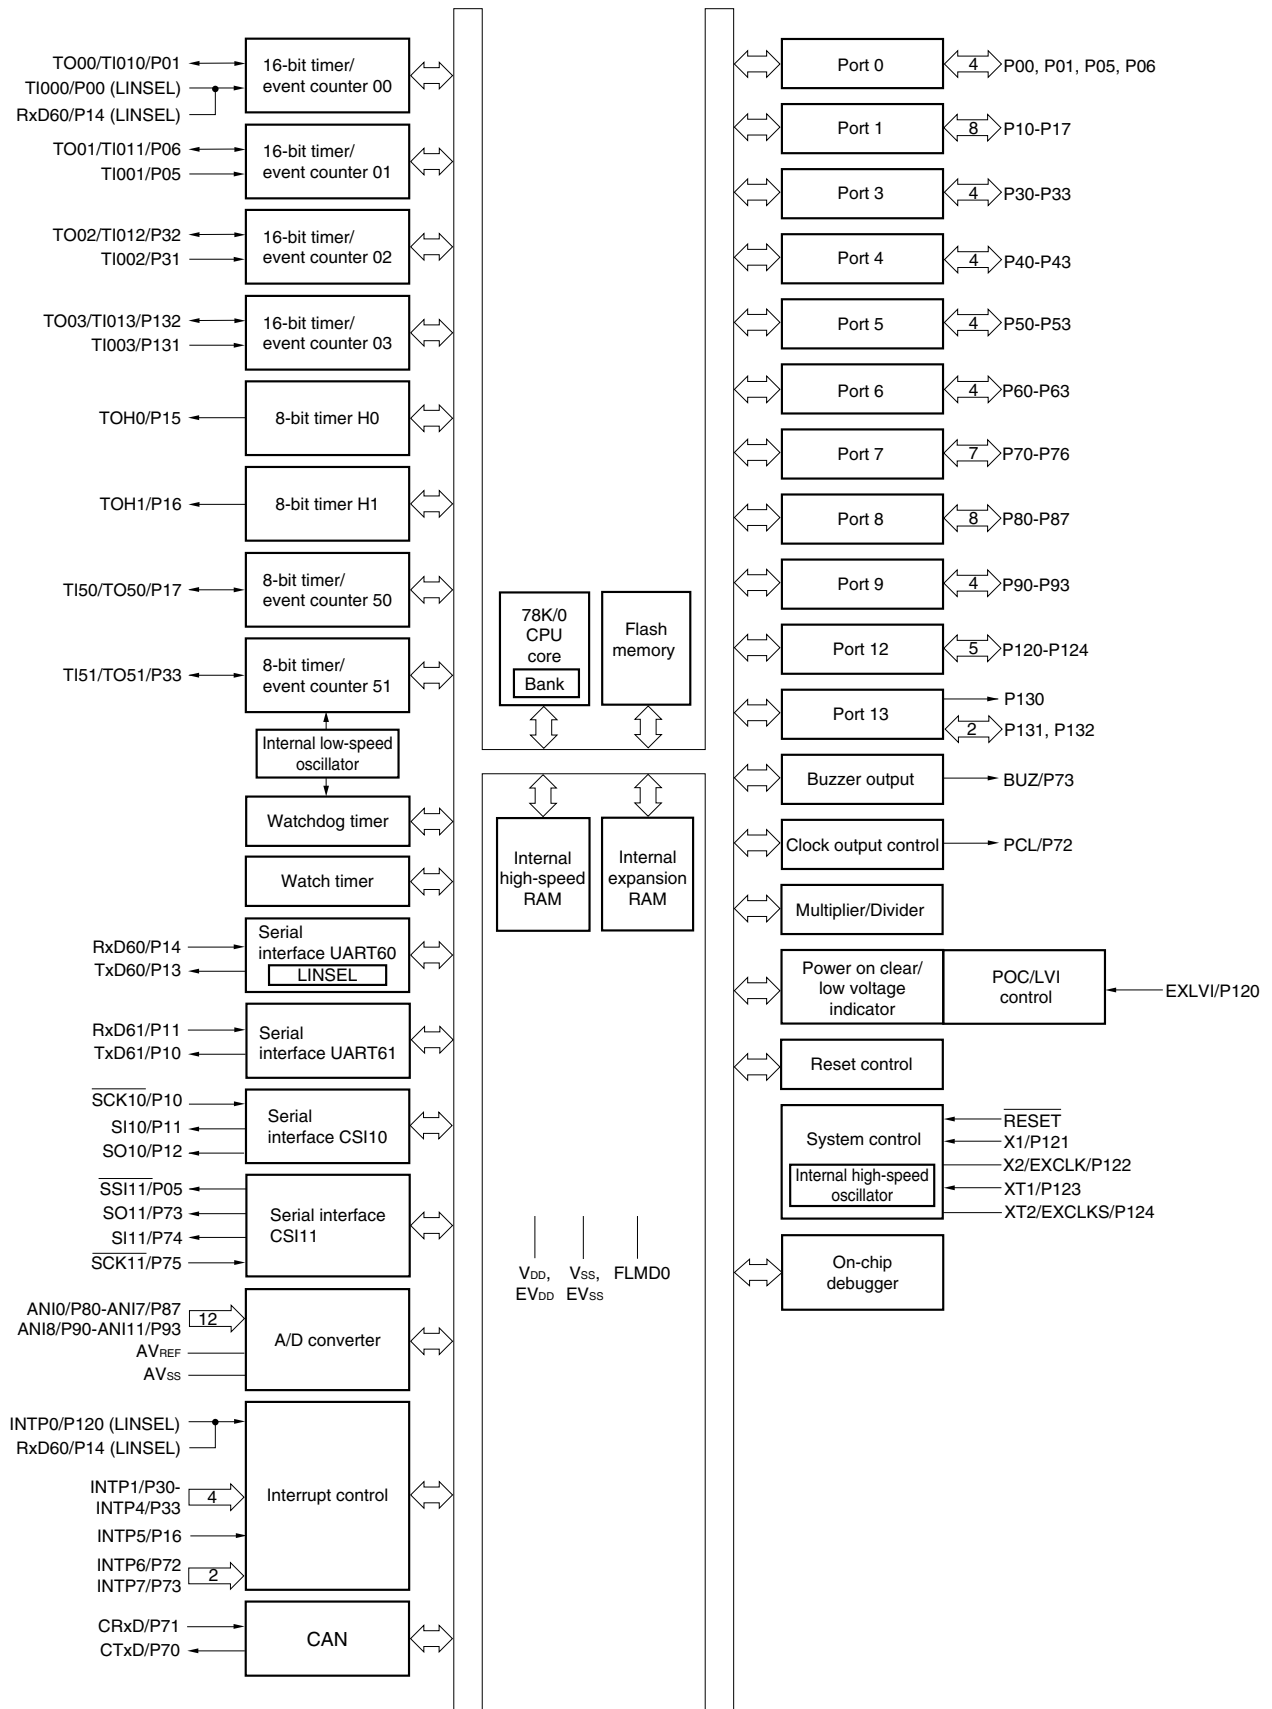 TO00/TI010/P01
TI000/P00 (LINSEL)
RxD60/P14 (LINSEL)
16-bit timer/
event counter 00
TO01/TI011/P06
TI001/P05
16-bit timer/
event counter 01
TO02/TI012/P32
TI002/P31
16-bit timer/
event counter 02
TO03/TI013/P132
TI003/P131
16-bit timer/
event counter 03
TOH0/P15
8-bit timer H0
TOH1/P16
8-bit timer H1
TI50/TO50/P17
8-bit timer/
event counter 50
TI51/TO51/P33
8-bit timer/
event counter 51
Internal low-speed
oscillator
Watchdog timer
Watch timer
RxD60/P14
TxD60/P13
Serial
interface UART60
LINSEL
RxD61/P11
TxD61/P10
Serial
interface UART61
SCK10/P10
SI10/P11
SO10/P12
Serial
interface CSI10
SSI11/P05
SO11/P73
SI11/P74
SCK11/P75
Serial interface
CSI11
ANI0/P80-ANI7/P87
ANI8/P90-ANI11/P93
12
AVREF
AVSS
A/D converter
INTP0/P120 (LINSEL)
RxD60/P14 (LINSEL)
INTP1/P30-
INTP4/P33
4
INTP5/P16
INTP6/P72
INTP7/P73
2
Interrupt control
CRxD/P71
CTxD/P70
CAN
78K/0
CPU
core
Bank
Flash
memory
Internal
high-speed
RAM
Internal
expansion
RAM
VDD,
EVDD
VSS,
EVSS
FLMD0
Port 0
4
P00, P01, P05, P06
Port 1
8
P10-P17
Port 3
4
P30-P33
Port 4
4
P40-P43
Port 5
4
P50-P53
Port 6
4
P60-P63
Port 7
7
P70-P76
Port 8
8
P80-P87
Port 9
4
P90-P93
Port 12
5
P120-P124
Port 13
P130
2
P131, P132
Buzzer output
BUZ/P73
Clock output control
PCL/P72
Multiplier/Divider
Power on clear/
low voltage
indicator
POC/LVI
control
EXLVI/P120
Reset control
System control
Internal high-speed
oscillator
RESET
X1/P121
X2/EXCLK/P122
XT1/P123
XT2/EXCLKS/P124
On-chip
debugger